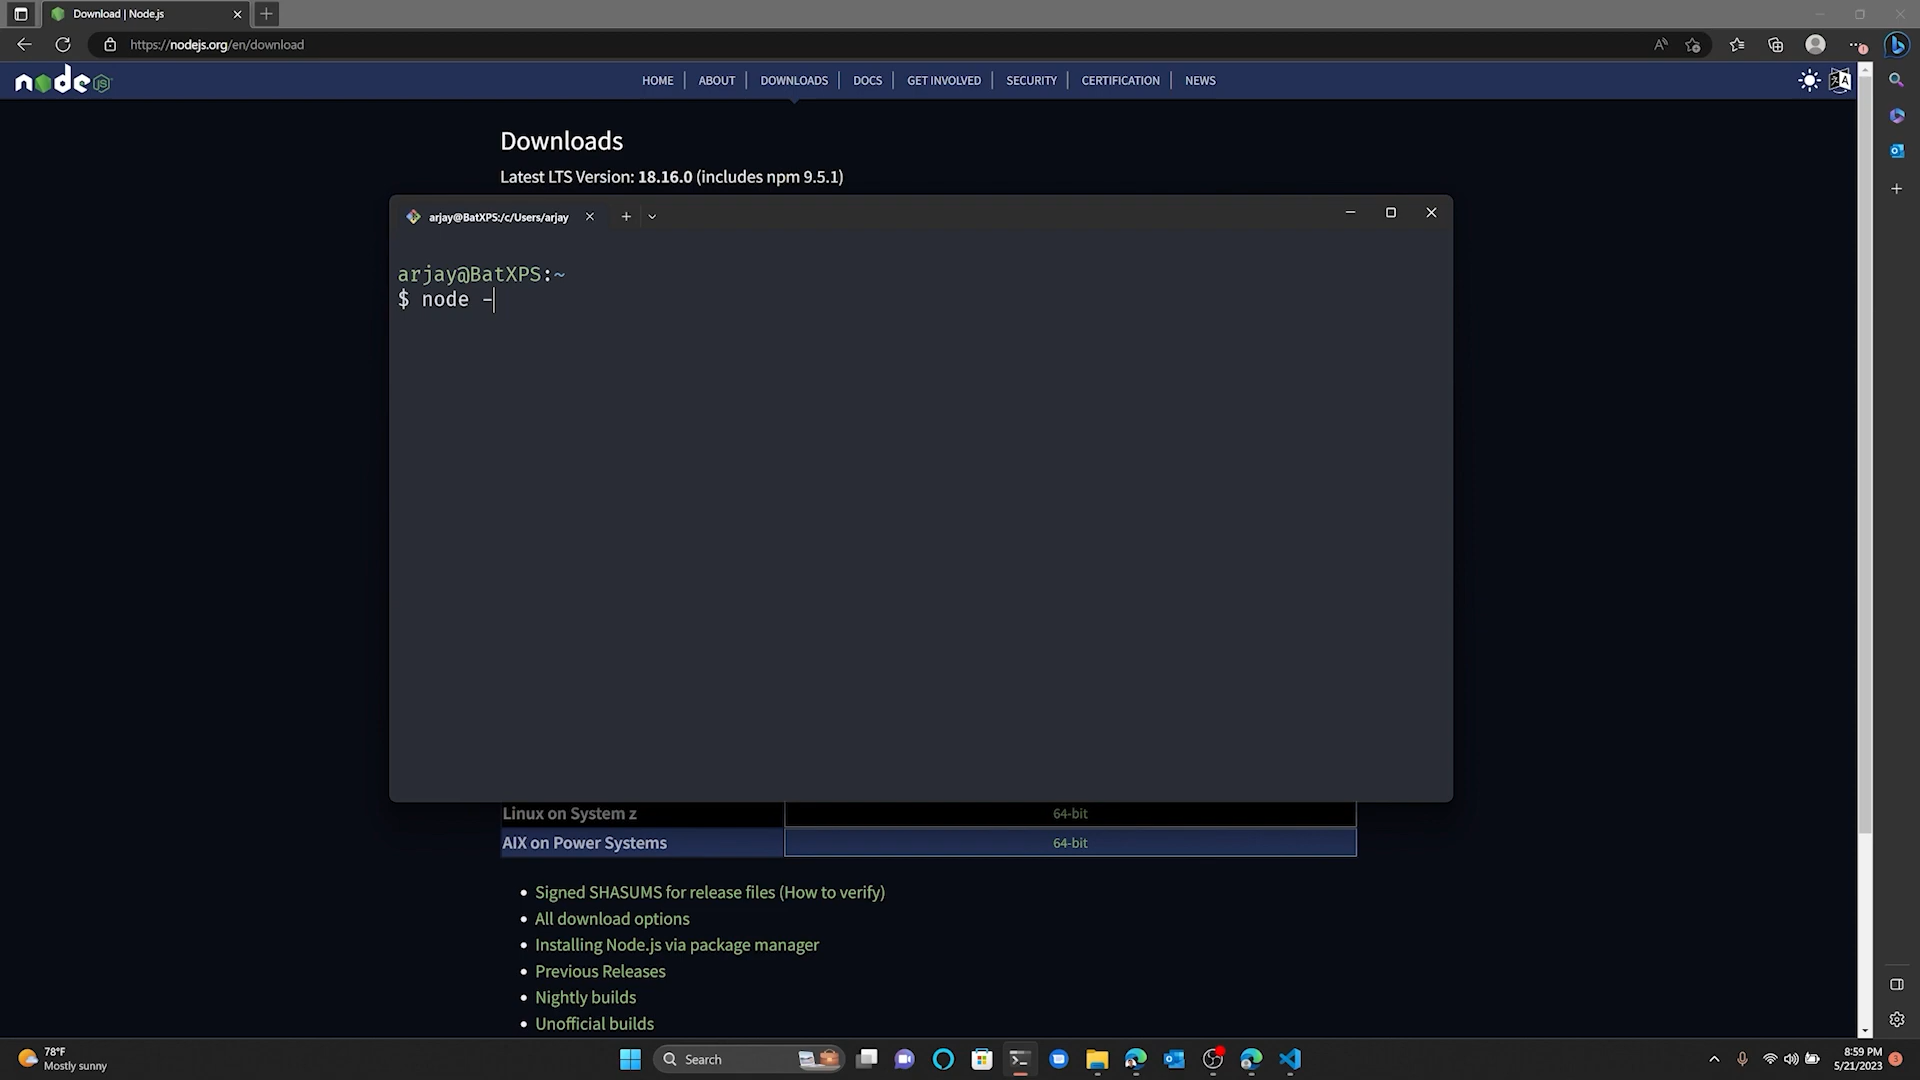 Download | Node.js
https://nodejs.org/en/download
node JS
HOME | ABOUT | DOWNLOADS | DOCS | GET INVOLVED | SECURITY | CERTIFICATION | NEWS
Downloads
Latest LTS Version: 18.16.0 (includes npm 9.5.1)
arjay@BatXPS:/c/Users/arjay
arjay@BatXPS:~
$ node -
Linux on System z 64-bit
AIX on Power Systems 64-bit
• Signed SHASUMS for release files (How to verify)
• All download options
• Installing Node.js via package manager
• Previous Releases
• Nightly builds
• Unofficial builds
78°F
Mostly sunny
Search
8:59 PM
5/21/2023
3